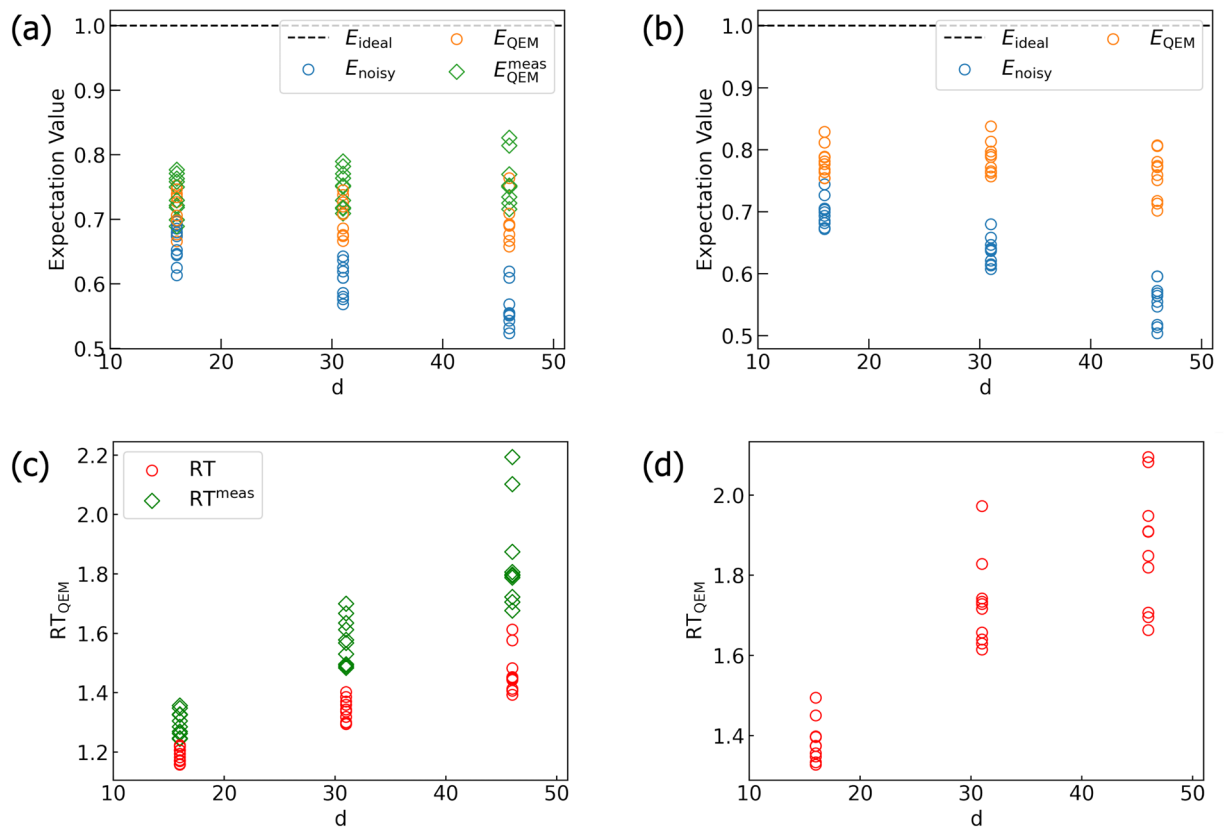 (a)
Expectation Value
1.0
0.9
0.8
0.7
0.6
0.5
10 20 30 40 50
d
E_ideal
E_noisy
E_QEM
E_QEM^meas
(b)
Expectation Value
1.0
0.9
0.8
0.7
0.6
0.5
10 20 30 40 50
d
E_ideal
E_noisy
E_QEM
(c)
RT_QEM
2.2
2.0
1.8
1.6
1.4
1.2
10 20 30 40 50
d
RT
RT^meas
(d)
RT_QEM
2.0
1.8
1.6
1.4
10 20 30 40 50
d